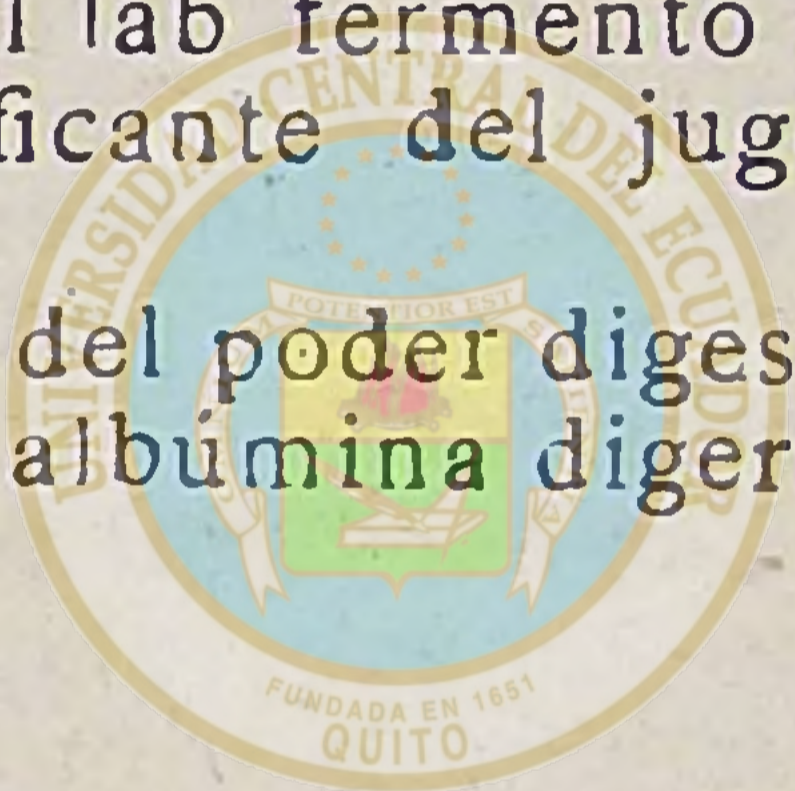 l lab fermento
ficante del jug
del poder diges
albúmina diger
UNIVERSIDAD CENTRAL DEL ECUADOR
POTENTIOR EST
FUNDADA EN 1651
QUITO